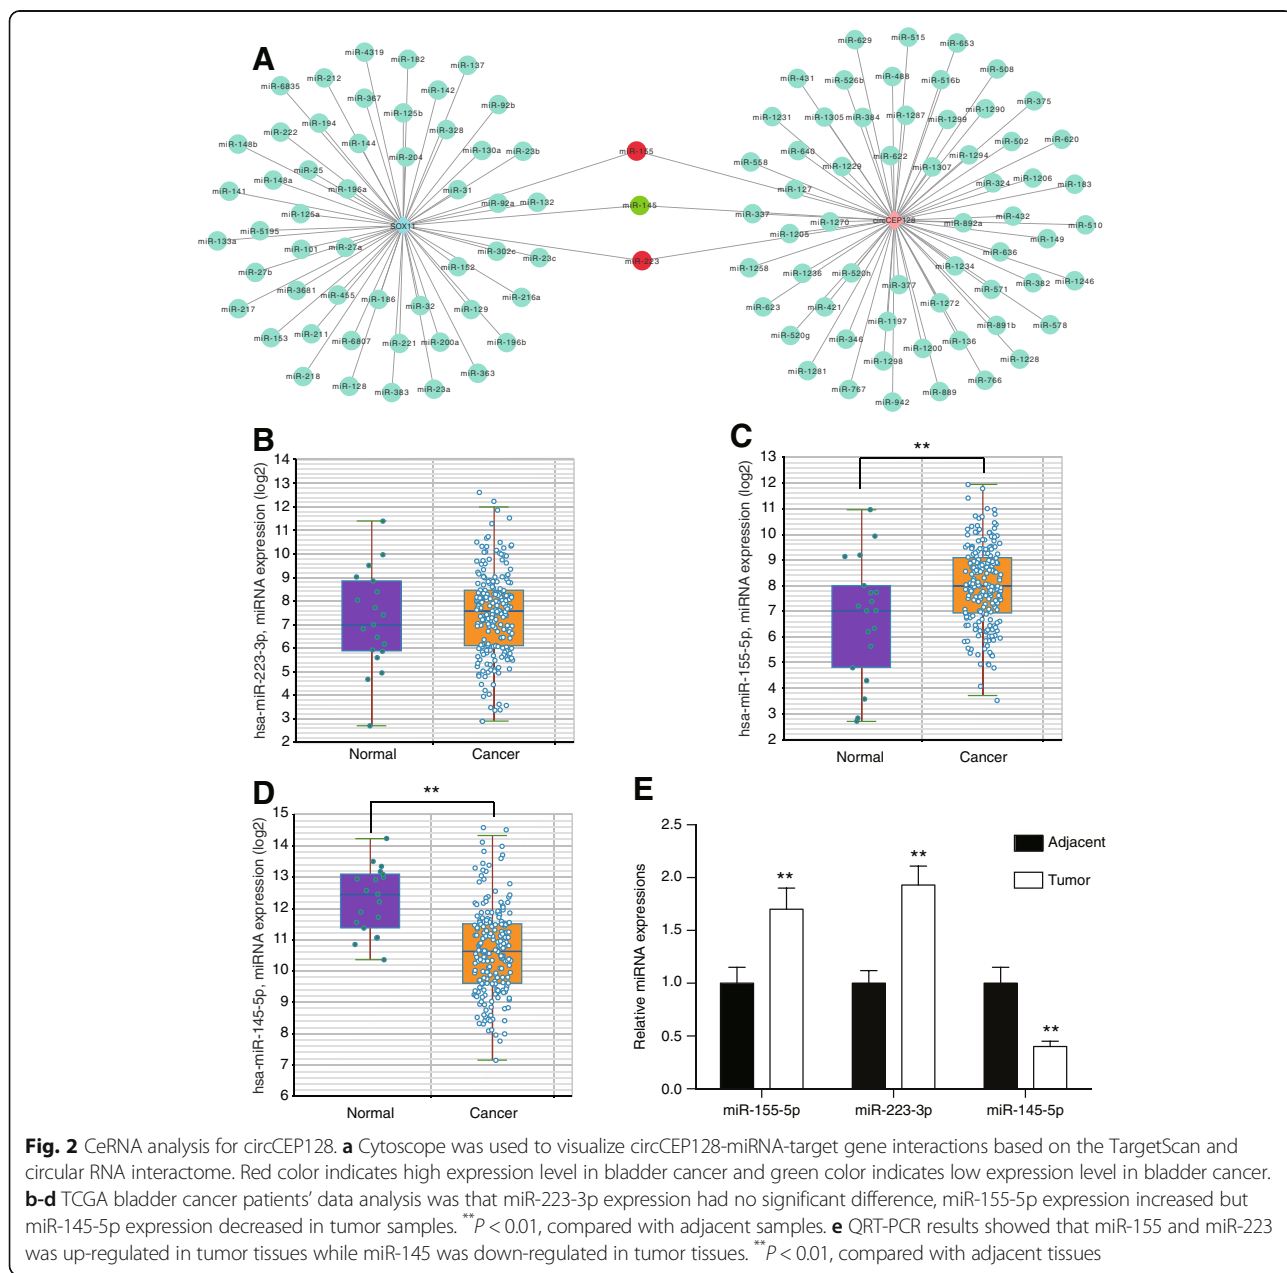 A
miR-4319
miR-182
miR-137
miR-6835
miR-212
miR-367
miR-142
miR-92b
miR-125b
miR-194
miR-328
miR-222
miR-148b
miR-144
miR-204
miR-130a
miR-23b
miR-25
miR-148a
miR-196a
miR-31
miR-141
miR-92a
miR-132
miR-125a
SOX11
miR-5195
miR-133a
miR-101
miR-27a
miR-302c
miR-23c
miR-27b
miR-152
miR-3681
miR-455
miR-186
miR-216a
miR-217
miR-32
miR-129
miR-153
miR-211
miR-6807
miR-221
miR-200a
miR-196b
miR-218
miR-128
miR-383
miR-23a
miR-363
miR-155
miR-145
miR-223
miR-629
miR-515
miR-653
miR-431
miR-526b
miR-488
miR-516b
miR-508
miR-1231
miR-1305
miR-384
miR-1287
miR-1299
miR-1290
miR-375
miR-640
miR-622
miR-502
miR-620
miR-558
miR-1229
miR-1307
miR-1294
miR-127
miR-324
miR-1206
miR-183
miR-337
miR-1270
circCEP128
miR-892a
miR-432
miR-510
miR-1205
miR-149
miR-636
miR-1258
miR-1236
miR-520h
miR-1234
miR-377
miR-571
miR-382
miR-1246
miR-623
miR-421
miR-1272
miR-520g
miR-346
miR-1197
miR-891b
miR-578
miR-136
miR-1200
miR-1298
miR-1228
miR-1281
miR-767
miR-942
miR-889
miR-766
B
hsa-miR-223-3p, miRNA expression (log2)
14
13
12
11
10
9
8
7
6
5
4
3
2
Normal
Cancer
C
**
hsa-miR-155-5p, miRNA expression (log2)
13
12
11
10
9
8
7
6
5
4
3
2
Normal
Cancer
D
**
hsa-miR-145-5p, miRNA expression (log2)
15
14
13
12
11
10
9
8
7
6
Normal
Cancer
E
Relative miRNA expressions
2.5
2.0
1.5
1.0
0.5
0.0
**
**
**
Adjacent
Tumor
miR-155-5p
miR-223-3p
miR-145-5p
Fig. 2 CeRNA analysis for circCEP128. a Cytoscope was used to visualize circCEP128-miRNA-target gene interactions based on the TargetScan and
circular RNA interactome. Red color indicates high expression level in bladder cancer and green color indicates low expression level in bladder cancer.
b-d TCGA bladder cancer patients' data analysis was that miR-223-3p expression had no significant difference, miR-155-5p expression increased but
miR-145-5p expression decreased in tumor samples. **P < 0.01, compared with adjacent samples. e QRT-PCR results showed that miR-155 and miR-223
was up-regulated in tumor tissues while miR-145 was down-regulated in tumor tissues. **P < 0.01, compared with adjacent tissues